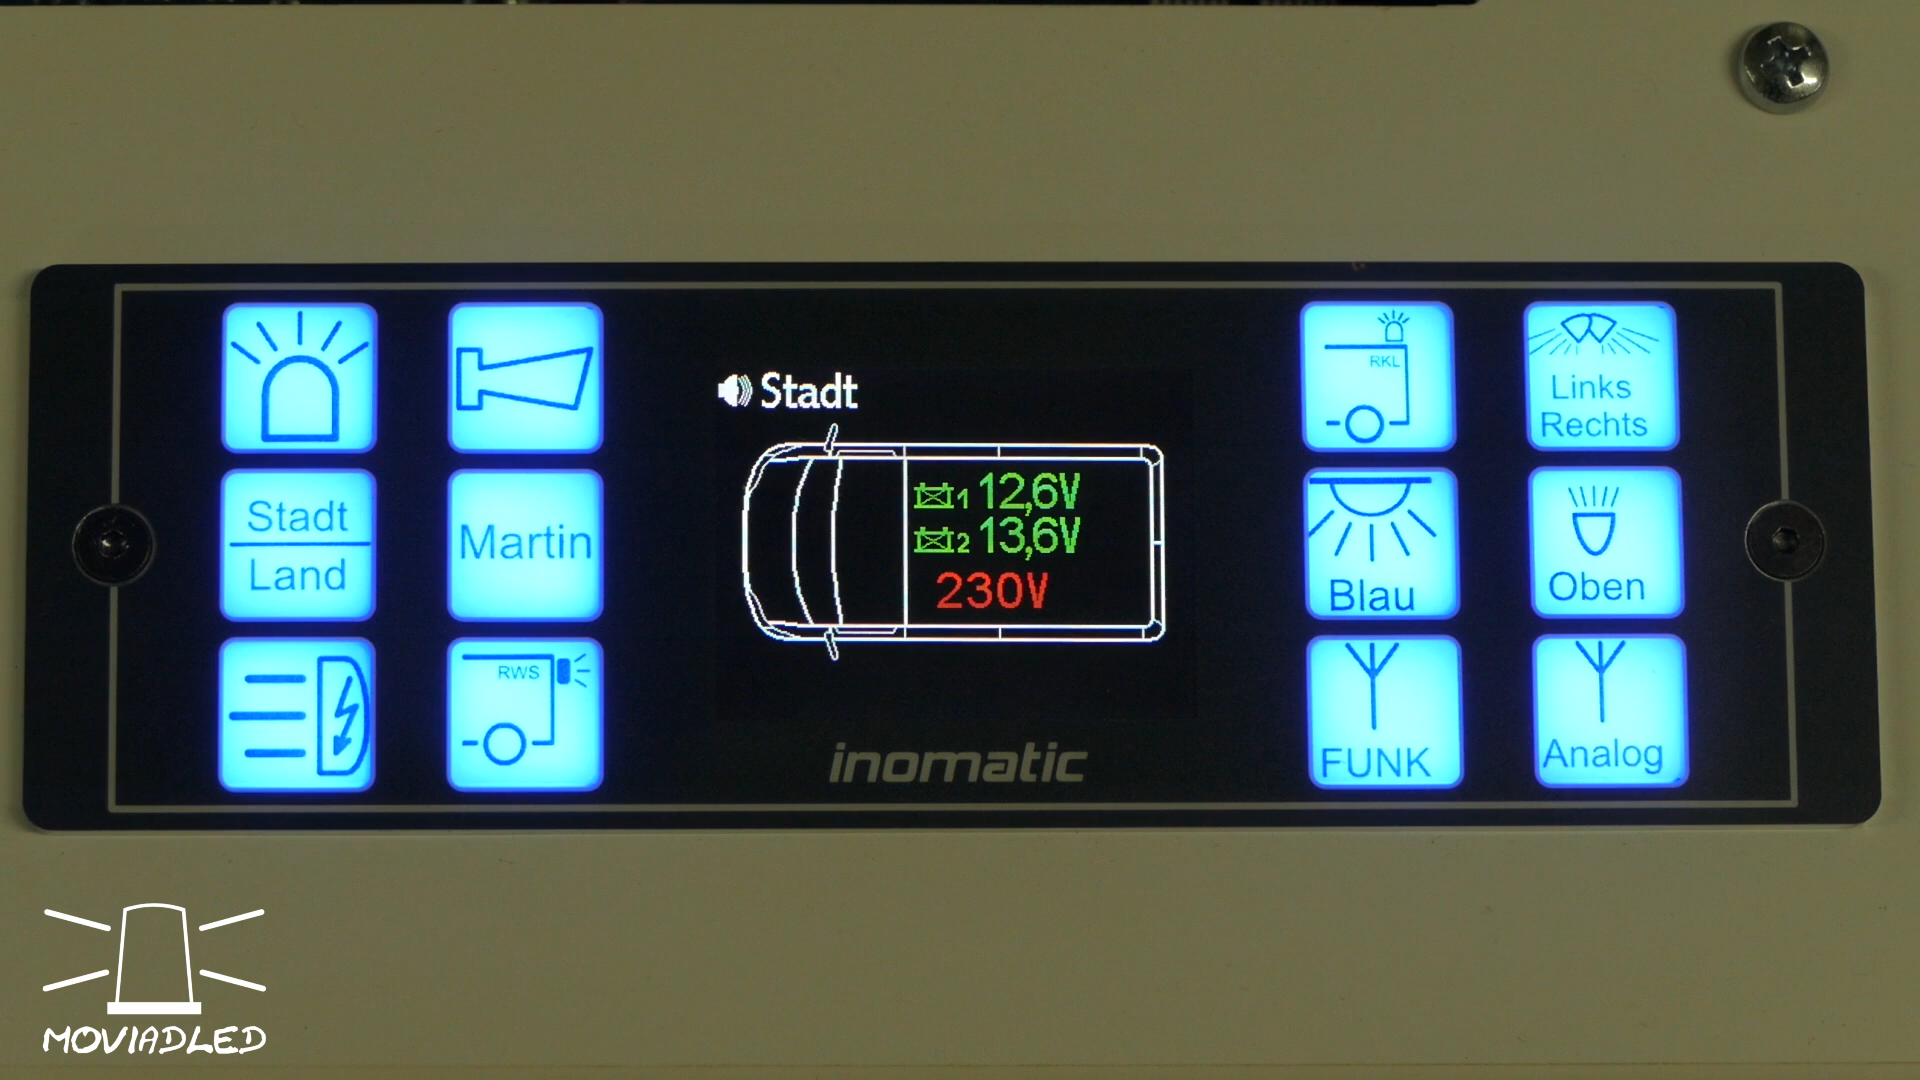 Stadt
Land
Martin
RWS
Stadt
1 12,6V
2 13,6V
230V
inomatic
RKL
Links
Rechts
Blau
Oben
FUNK
Analog
MOVIADLED